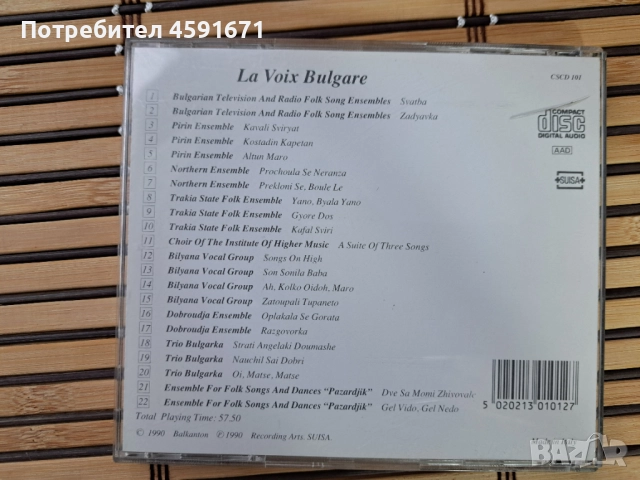 Потребител 4591671
La Voix Bulgare
CSCD 101
1 Bulgarian Television And Radio Folk Song Ensembles Svatba
2 Bulgarian Television And Radio Folk Song Ensembles Zadyavka
3 Pirin Ensemble Kavali Sviryat
4 Pirin Ensemble Kostadin Kapetan
5 Pirin Ensemble Altun Maro
6 Northern Ensemble Prochoula Se Neranza
7 Northern Ensemble Prekloni Se, Boule Le
8 Trakia State Folk Ensemble Yano, Byala Yano
9 Trakia State Folk Ensemble Gyore Dos
10 Trakia State Folk Ensemble Kafal Sviri
11 Choir Of The Institute Of Higher Music A Suite Of Three Songs
12 Bilyana Vocal Group Songs On High
13 Bilyana Vocal Group Son Sonila Baba
14 Bilyana Vocal Group Ah, Kolko Oidoh, Maro
15 Bilyana Vocal Group Zatoupali Tupaneto
16 Dobroudja Ensemble Oplakala Se Gorata
17 Dobroudja Ensemble Razgovorka
18 Trio Bulgarka Strati Angelaki Doumashe
19 Trio Bulgarka Nauchil Sai Dobri
20 Trio Bulgarka Oi, Matse, Matse
21 Ensemble For Folk Songs And Dances "Pazardjik" Dve Sa Momi Zhivovale
22 Ensemble For Folk Songs And Dances "Pazardjik" Gel Vido, Gel Nedo
Total Playing Time: 57.50
© 1990 Balkanton ℗ 1990 Recording Arts. SUISA.
COMPACT
disc
DIGITAL AUDIO
AAD
SUISA
5 020213 010127
BAZAR